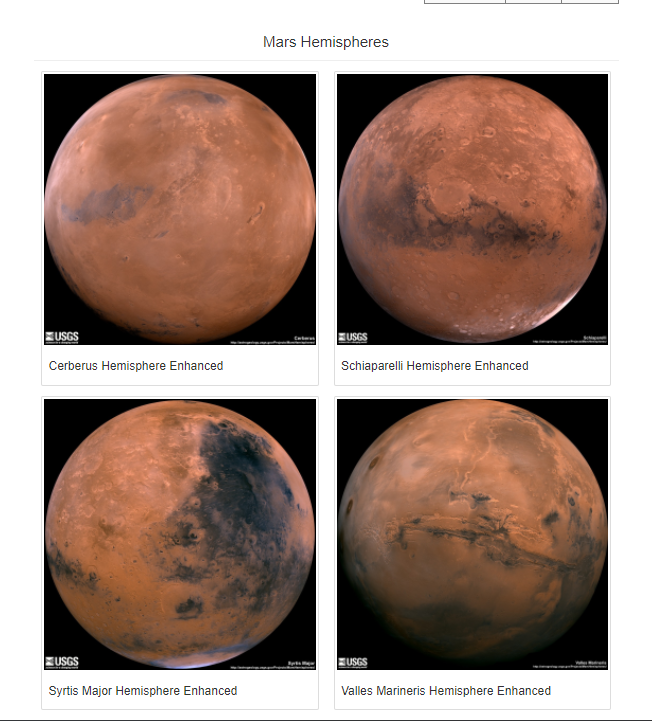 Mars Hemispheres
USGS
Cerberus
USGS
Schiaparelli
Cerberus Hemisphere Enhanced
Schiaparelli Hemisphere Enhanced
USGS
Syrtis Major
USGS
Valles Marineris
Syrtis Major Hemisphere Enhanced
Valles Marineris Hemisphere Enhanced